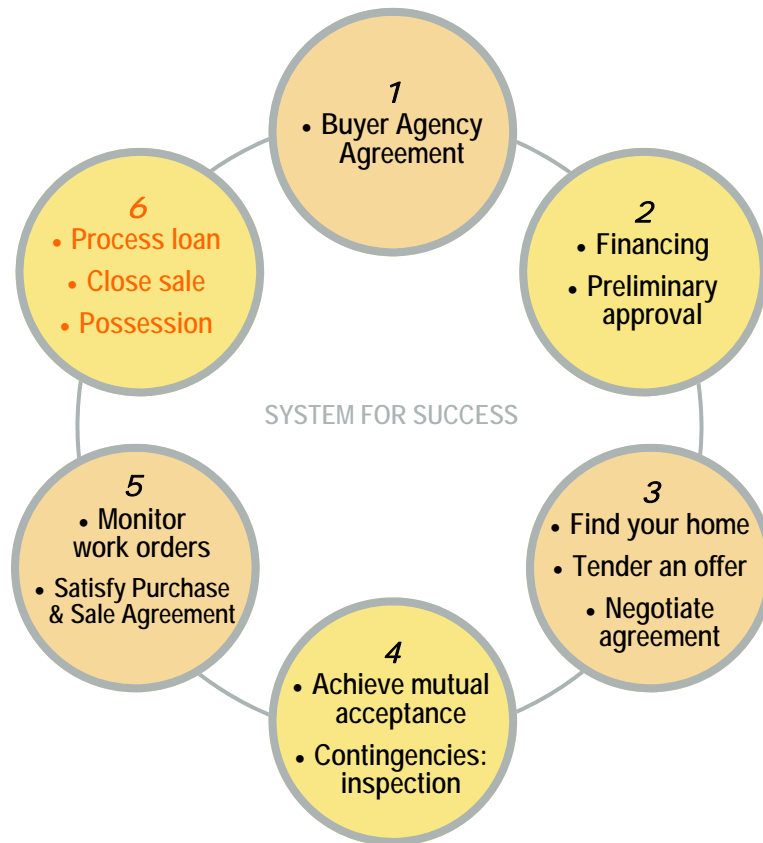 1
• Buyer Agency
Agreement
2
• Financing
• Preliminary
approval
3
• Find your home
• Tender an offer
• Negotiate
agreement
4
• Achieve mutual
acceptance
• Contingencies:
inspection
5
• Monitor
work orders
• Satisfy Purchase
& Sale Agreement
6
• Process loan
• Close sale
• Possession
SYSTEM FOR SUCCESS